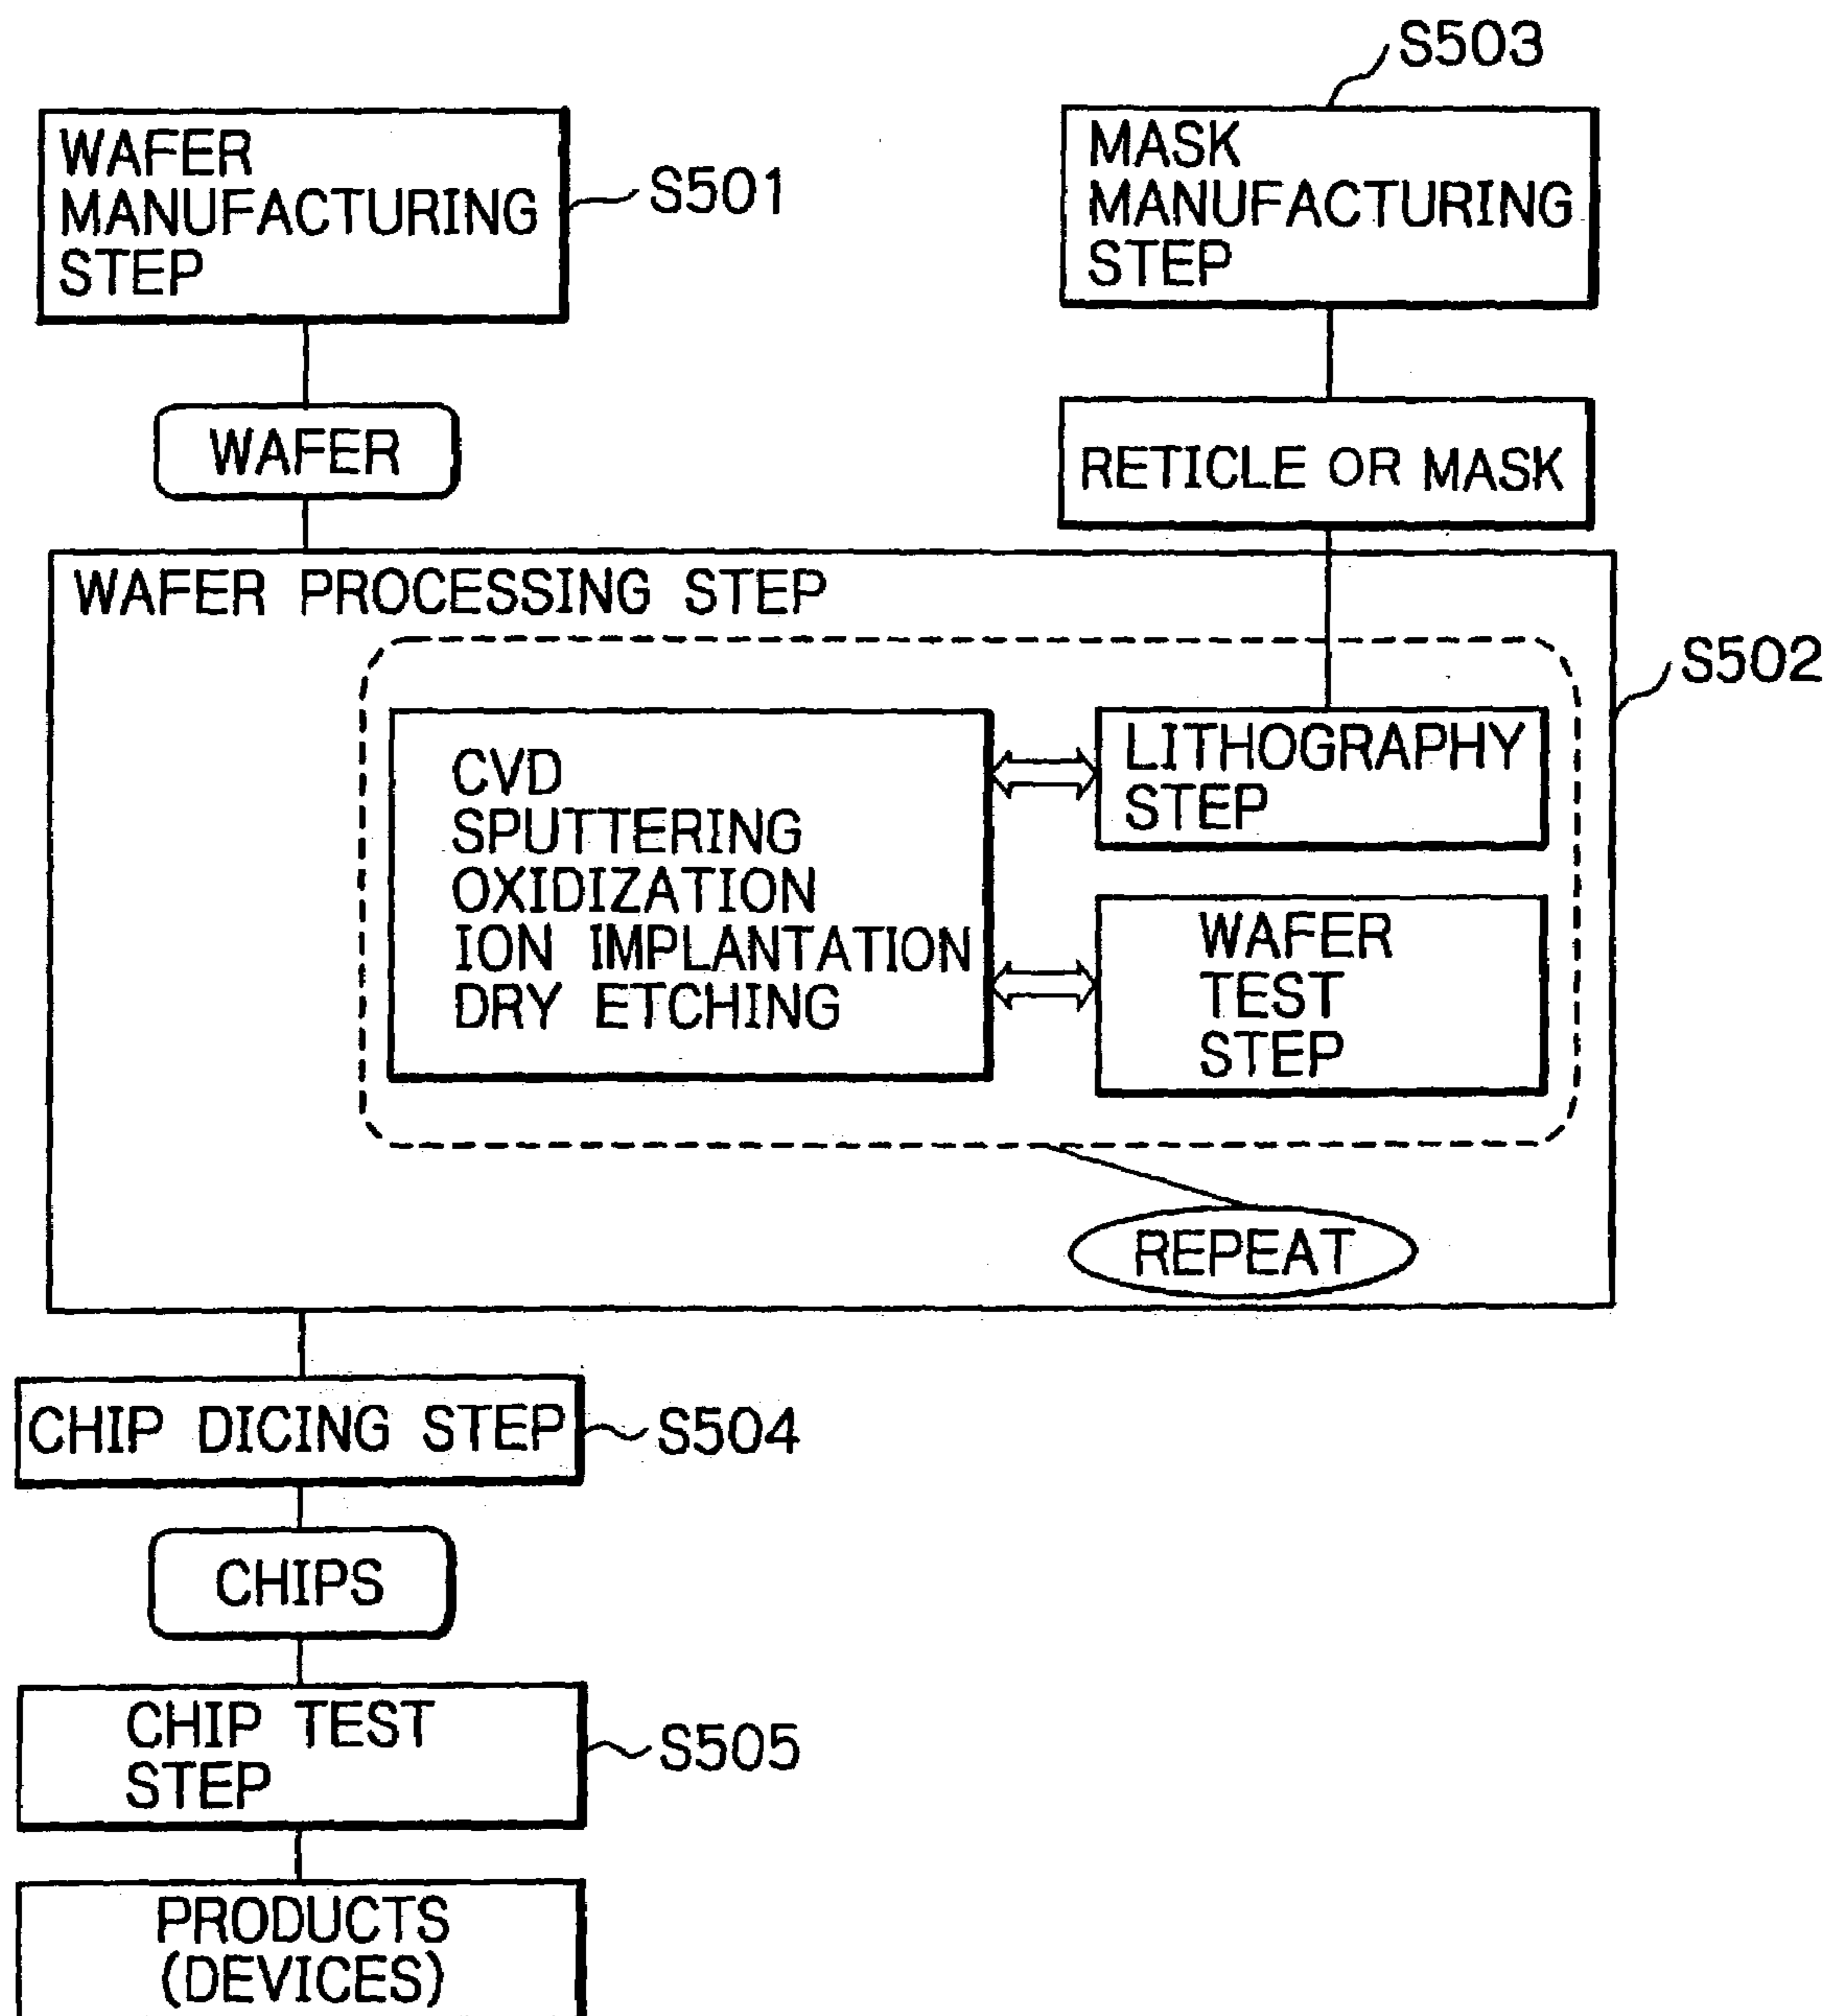 S503
WAFER
MANUFACTURING
STEP
S501
MASK
MANUFACTURING
STEP
WAFER
RETICLE OR MASK
WAFER PROCESSING STEP
S502
CVD
SPUTTERING
OXIDIZATION
ION IMPLANTATION
DRY ETCHING
LITHOGRAPHY
STEP
WAFER
TEST
STEP
REPEAT
CHIP DICING STEP
S504
CHIPS
CHIP TEST
STEP
S505
PRODUCTS
(DEVICES)